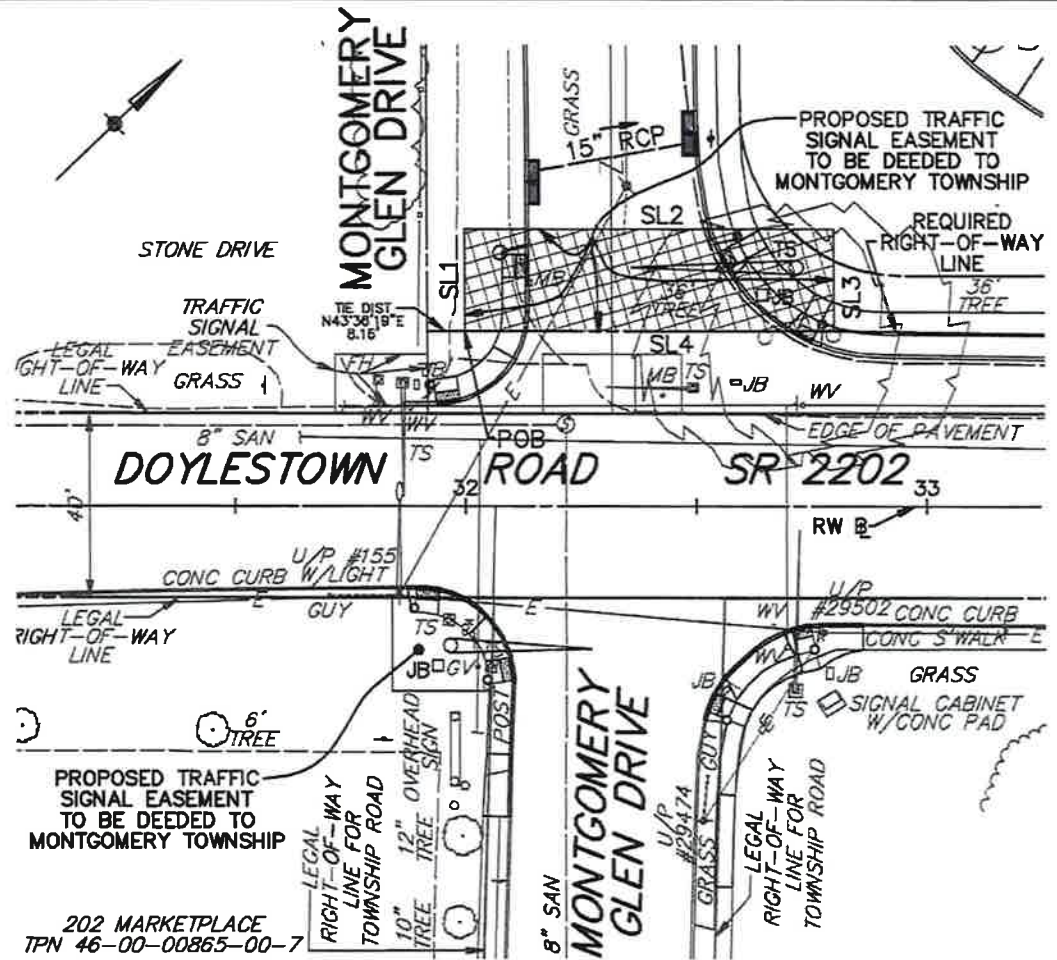 MONTGOMERY
GLEN DRIVE
GRASS
15" RCP
PROPOSED TRAFFIC
SIGNAL EASEMENT
TO BE DEEDED TO
MONTGOMERY TOWNSHIP
STONE DRIVE
SL1
SL2
TS
MB
REQUIRED
RIGHT-OF-WAY
LINE
36"
TREE
JB
SL3
36'
TREE
TRAFFIC
SIGNAL
EASEMENT
TIE DIST
N43°36'19"E
8.16'
LEGAL
RIGHT-OF-WAY
LINE
GRASS
FH
JB
E
SL4
MB
TS
JB
WV
WV
WV
8" SAN
TS
POB
S
EDGE OF PAVEMENT
DOYLESTOWN ROAD SR 2202
40'
32
33
RW BL
U/P #155
W/LIGHT
CONC CURB
E
GUY
E
LEGAL
RIGHT-OF-WAY
LINE
TS
JB
GV
WV
U/P
#29502
CONC CURB
CONC S'WALK
E
WV
JB
JB
GRASS
TS
SIGNAL CABINET
W/CONC PAD
6'
TREE
POST
OVERHEAD
SIGN
GUY
PROPOSED TRAFFIC
SIGNAL EASEMENT
TO BE DEEDED TO
MONTGOMERY TOWNSHIP
LEGAL
RIGHT-OF-WAY
LINE FOR
TOWNSHIP ROAD
12"
TREE
10"
TREE
8" SAN
MONTGOMERY
GLEN DRIVE
U/P
#29474
GRASS
LEGAL
RIGHT-OF-WAY
LINE FOR
TOWNSHIP ROAD
202 MARKETPLACE
TPN 46-00-00865-00-7